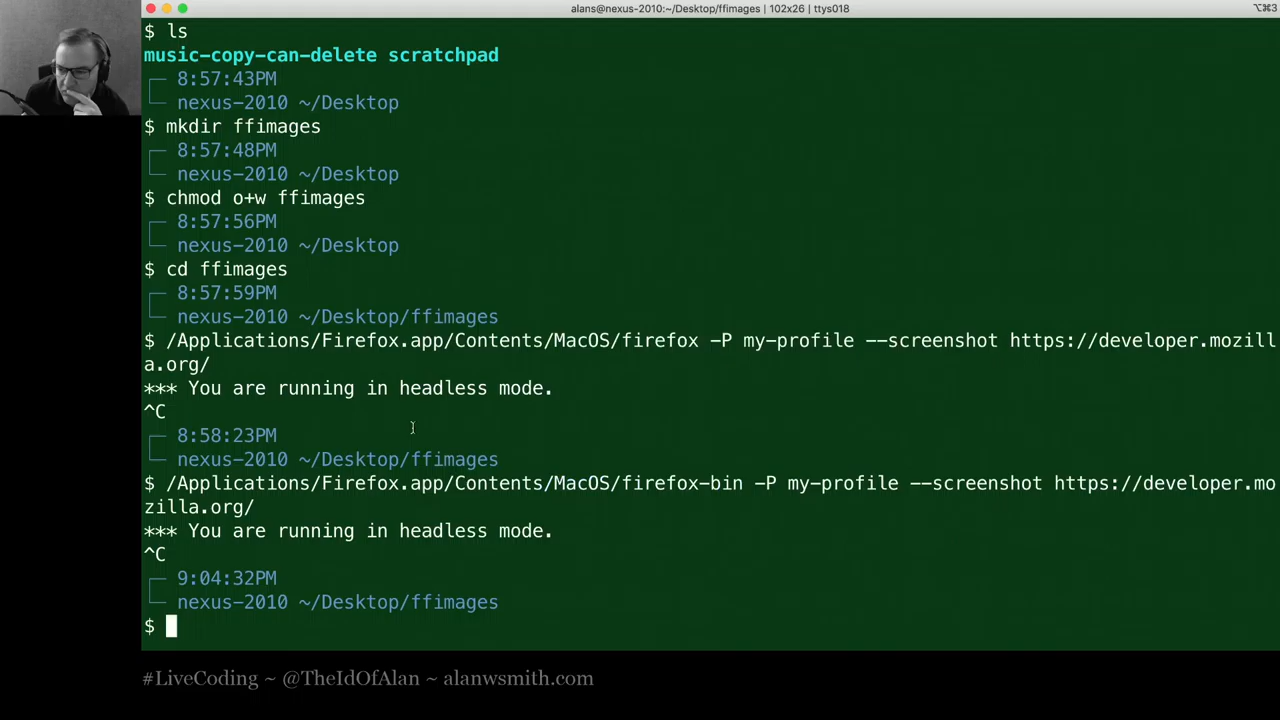 alans@nexus-2010:~/Desktop/ffimages | 102x26 | ttys018
⌥⌘3
$ ls
music-copy-can-delete scratchpad
8:57:43PM
nexus-2010 ~/Desktop
$ mkdir ffimages
8:57:48PM
nexus-2010 ~/Desktop
$ chmod o+w ffimages
8:57:56PM
nexus-2010 ~/Desktop
$ cd ffimages
8:57:59PM
nexus-2010 ~/Desktop/ffimages
$ /Applications/Firefox.app/Contents/MacOS/firefox -P my-profile --screenshot https://developer.mozill
a.org/
*** You are running in headless mode.
^C
8:58:23PM
nexus-2010 ~/Desktop/ffimages
$ /Applications/Firefox.app/Contents/MacOS/firefox-bin -P my-profile --screenshot https://developer.mo
zilla.org/
*** You are running in headless mode.
^C
9:04:32PM
nexus-2010 ~/Desktop/ffimages
$
#LiveCoding ~ @TheIdOfAlan ~ alanwsmith.com